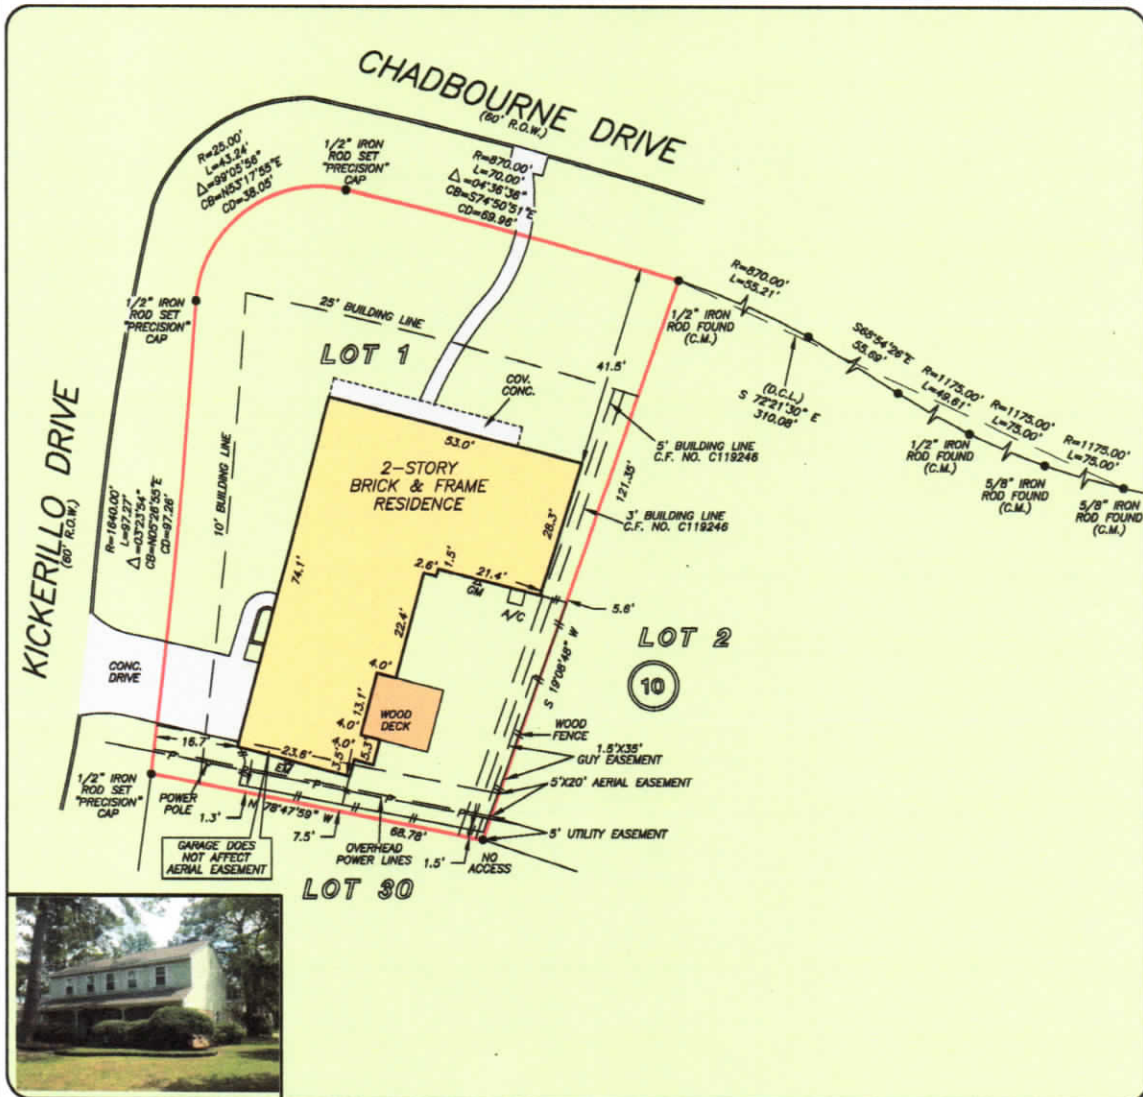 CHADBOURNE DRIVE
(60' R.O.W.)
R=25.00'
L=43.24'
△=99°05'56"
CB=N53°17'55"E
CD=38.05'
1/2" IRON
ROD SET
"PRECISION"
CAP
R=870.00'
L=70.00'
△=04°36'36"
CB=S74°50'51"E
CD=69.96'
1/2" IRON
ROD SET
"PRECISION"
CAP
25' BUILDING LINE
LOT 1
1/2" IRON
ROD FOUND
(C.M.)
R=870.00'
L=55.21'
S68°54'26"E
55.69'
(D.C.L.)
S 72°21'30" E
310.08'
R=1175.00'
L=49.61'
R=1175.00'
L=75.00'
R=1175.00'
L=75.00'
1/2" IRON
ROD FOUND
(C.M.)
5/8" IRON
ROD FOUND
(C.M.)
5/8" IRON
ROD FOUND
(C.M.)
41.5'
COV.
CONC.
53.0'
5' BUILDING LINE
C.F. NO. C119246
121.35'
3' BUILDING LINE
C.F. NO. C119246
KICKERILLO DRIVE
(60' R.O.W.)
R=1640.00'
L=97.27'
△=03°23'54"
CB=N05°26'55"E
CD=97.26'
10' BUILDING LINE
2-STORY
BRICK & FRAME
RESIDENCE
74.1'
28.3'
2.6'
1.5'
21.4'
GM
A/C
5.6'
22.4'
S 19°08'48" W
LOT 2
10
CONC.
DRIVE
4.0'
13.1'
WOOD
DECK
4.0'
4.0'
5.3'
3.5'
WOOD
FENCE
1.5'X35'
GUY EASEMENT
5'X20' AERIAL EASEMENT
5' UTILITY EASEMENT
16.7'
23.6'
EM
P
P
P
P
P
1/2" IRON
ROD SET
"PRECISION"
CAP
POWER
POLE
1.3'
N 78°47'59" W
7.5'
68.78'
OVERHEAD
POWER LINES
1.5'
NO
ACCESS
GARAGE DOES
NOT AFFECT
AERIAL EASEMENT
LOT 30